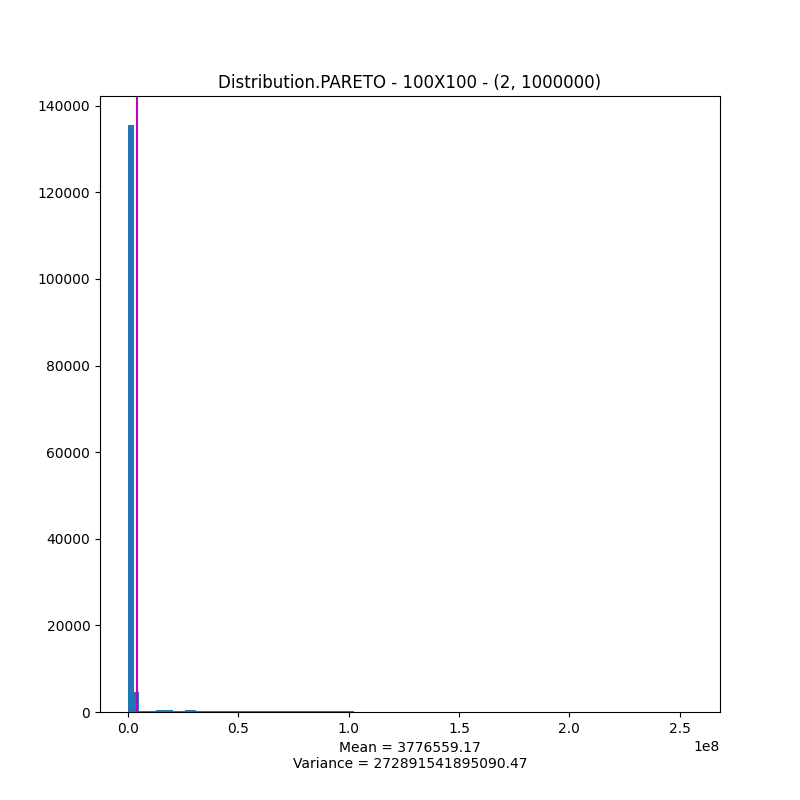 Distribution.PARETO - 100X100 - (2, 1000000)
140000
120000
100000
80000
60000
40000
20000
0
0.0 0.5 1.0 1.5 2.0 2.5
1e8
Mean = 3776559.17
Variance = 272891541895090.47